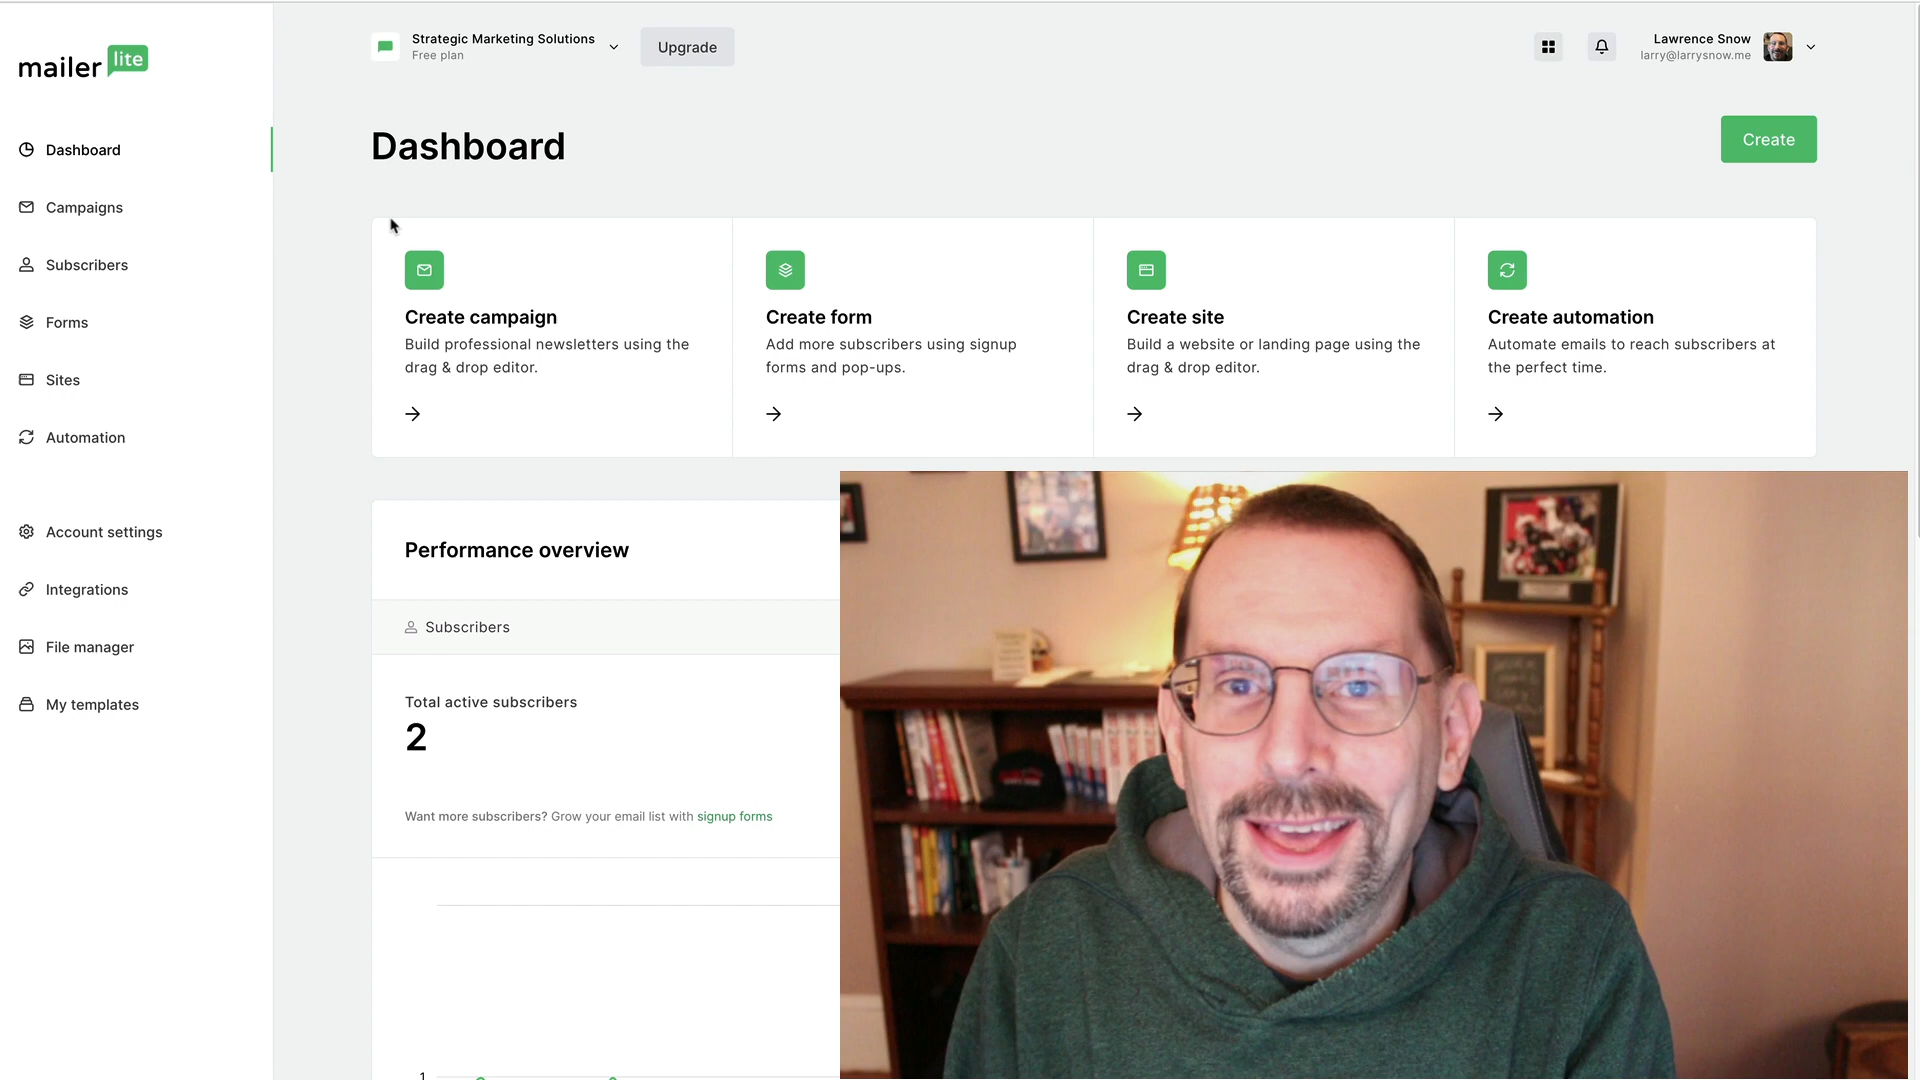 mailer lite
Dashboard
Campaigns
Subscribers
Forms
Sites
Automation
Account settings
Integrations
File manager
My templates
Strategic Marketing Solutions
Free plan
Upgrade
Lawrence Snow
larry@larrysnow.me
Dashboard
Create
Create campaign
Build professional newsletters using the
drag & drop editor.
Create form
Add more subscribers using signup
forms and pop-ups.
Create site
Build a website or landing page using the
drag & drop editor.
Create automation
Automate emails to reach subscribers at
the perfect time.
Performance overview
Subscribers
Total active subscribers
2
Want more subscribers? Grow your email list with signup forms
1